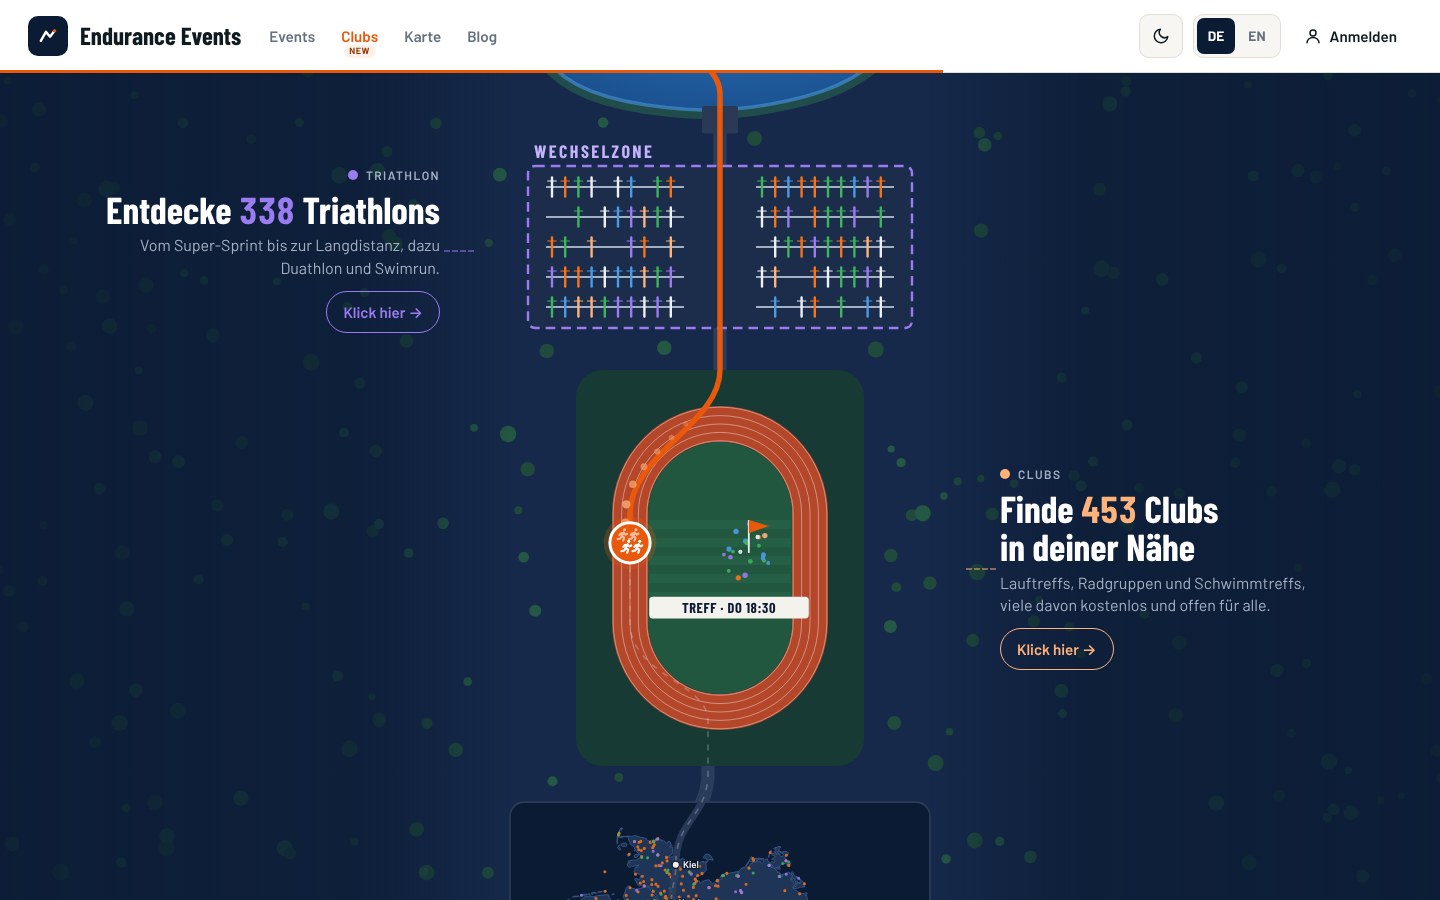 Endurance Events
Events
Clubs
NEW
Karte
Blog
DE
EN
Anmelden
WECHSELZONE
TRIATHLON
Entdecke 338 Triathlons
Vom Super-Sprint bis zur Langdistanz, dazu
Duathlon und Swimrun.
Klick hier →
CLUBS
Finde 453 Clubs
in deiner Nähe
Lauftreffs, Radgruppen und Schwimmtreffs,
viele davon kostenlos und offen für alle.
Klick hier →
TREFF · DO 18:30
Kiel